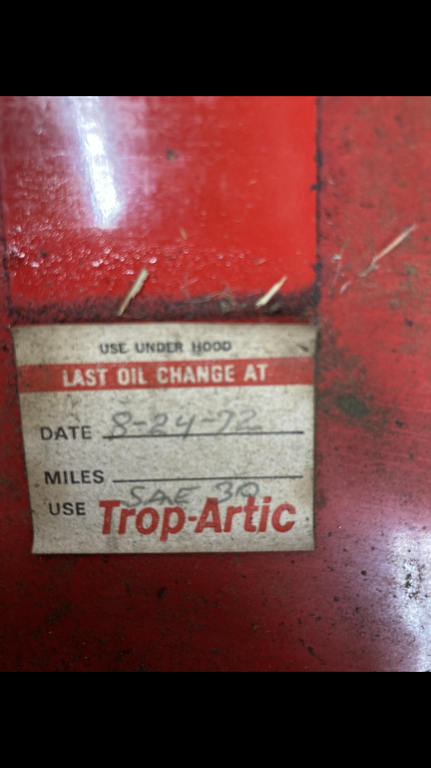 USE UNDER HOOD
LAST OIL CHANGE AT
DATE 8-24-72
MILES
SAE 30
USE Trop-Artic